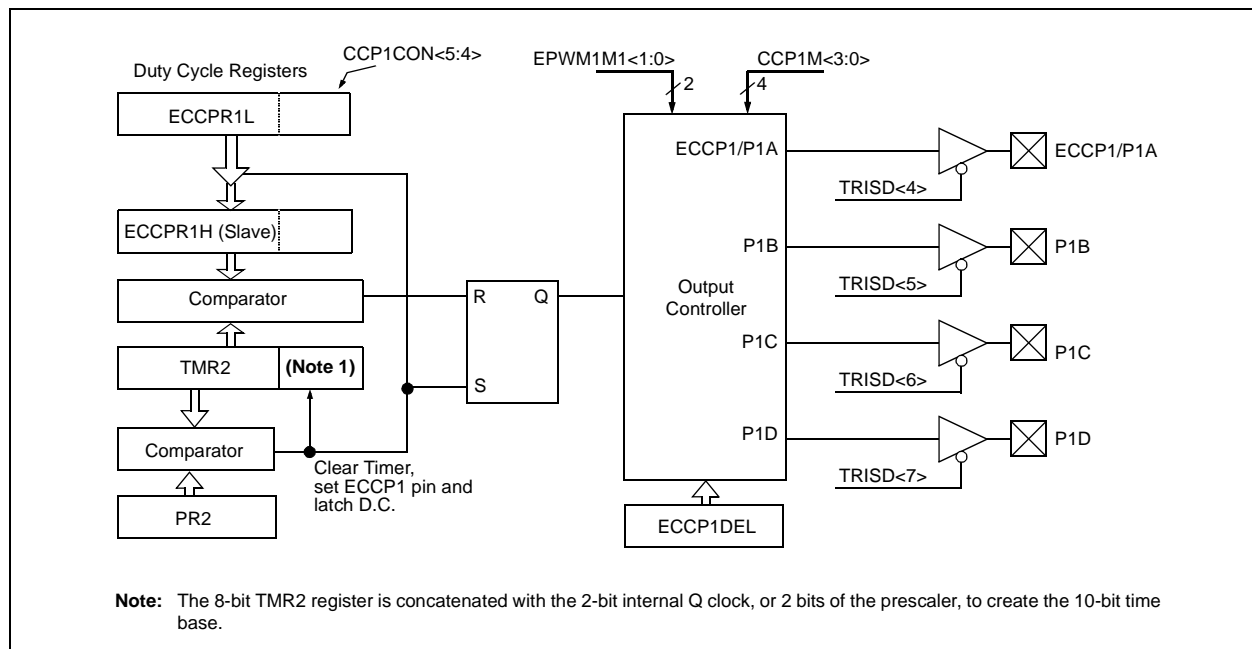 CCP1CON<5:4>
Duty Cycle Registers
ECCPR1L
ECCPR1H (Slave)
Comparator
TMR2
(Note 1)
Comparator
PR2
Clear Timer,
set ECCP1 pin and
latch D.C.
R
Q
S
EPWM1M1<1:0>
2
CCP1M<3:0>
4
Output
Controller
ECCP1/P1A
P1B
P1C
P1D
ECCP1DEL
TRISD<4>
ECCP1/P1A
TRISD<5>
P1B
TRISD<6>
P1C
TRISD<7>
P1D
Note: The 8-bit TMR2 register is concatenated with the 2-bit internal Q clock, or 2 bits of the prescaler, to create the 10-bit time
base.